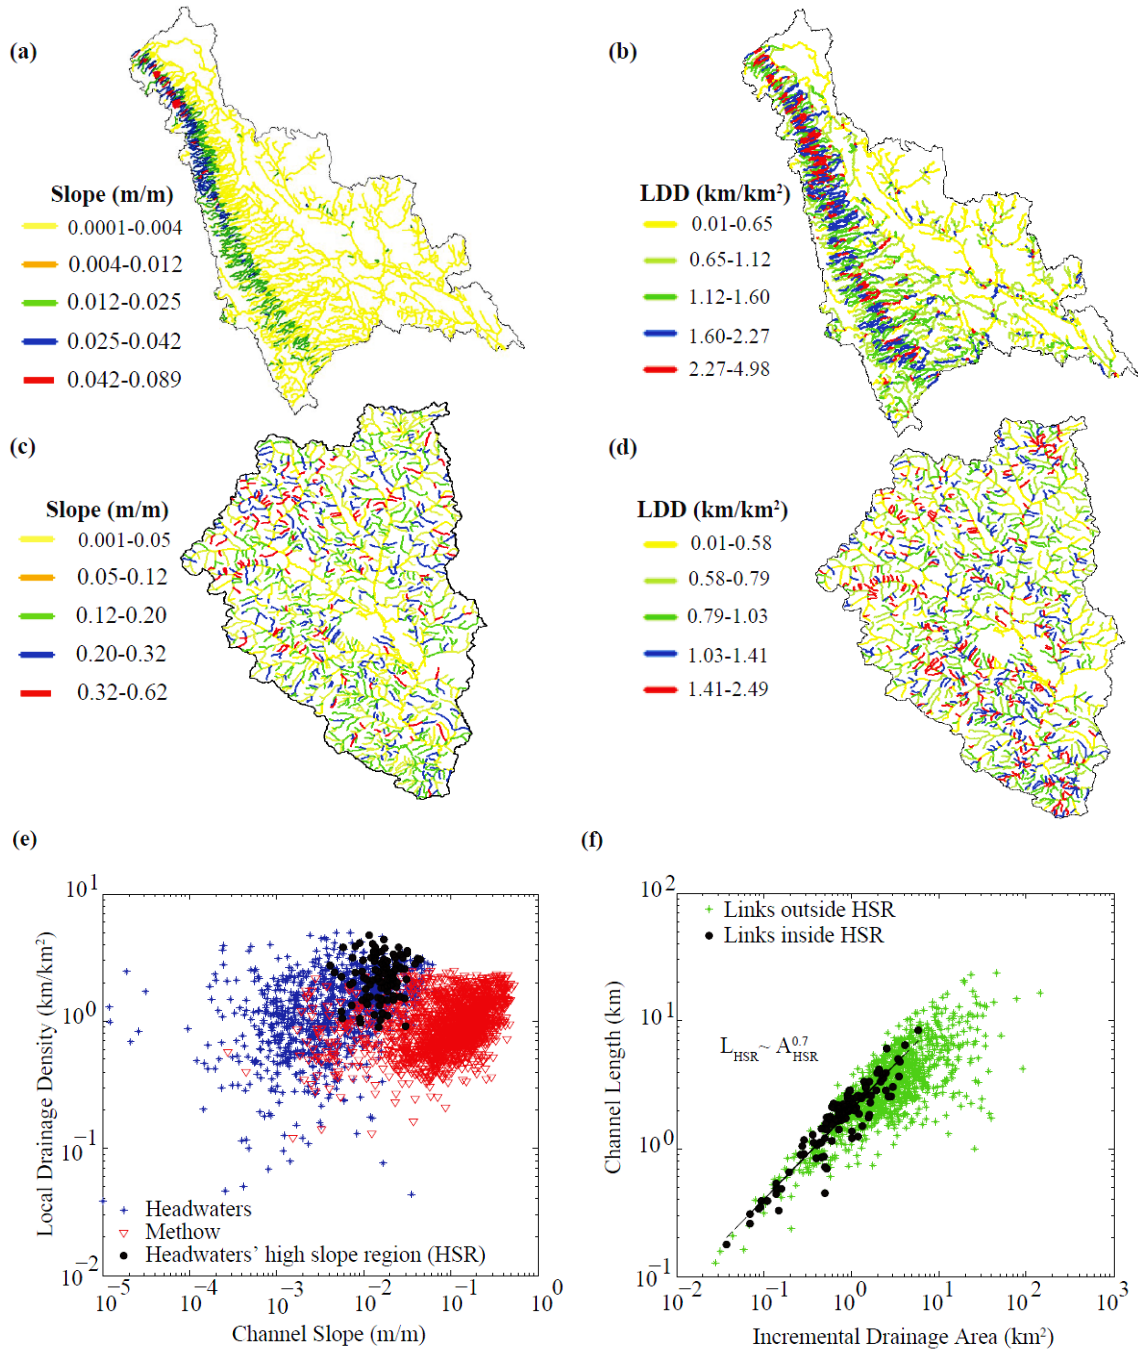 (a)
Slope (m/m)
0.0001-0.004
0.004-0.012
0.012-0.025
0.025-0.042
0.042-0.089
(b)
LDD (km/km²)
0.01-0.65
0.65-1.12
1.12-1.60
1.60-2.27
2.27-4.98
(c)
Slope (m/m)
0.001-0.05
0.05-0.12
0.12-0.20
0.20-0.32
0.32-0.62
(d)
LDD (km/km²)
0.01-0.58
0.58-0.79
0.79-1.03
1.03-1.41
1.41-2.49
(e)
Local Drainage Density (km/km²)
10¹
10⁰
10⁻¹
10⁻²
Headwaters
Methow
Headwaters’ high slope region (HSR)
10⁻⁵ 10⁻⁴ 10⁻³ 10⁻² 10⁻¹ 10⁰
Channel Slope (m/m)
(f)
Channel Length (km)
10²
10¹
10⁰
10⁻¹
Links outside HSR
Links inside HSR
L_HSR ~ A_HSR^0.7
10⁻² 10⁻¹ 10⁰ 10¹ 10² 10³
Incremental Drainage Area (km²)